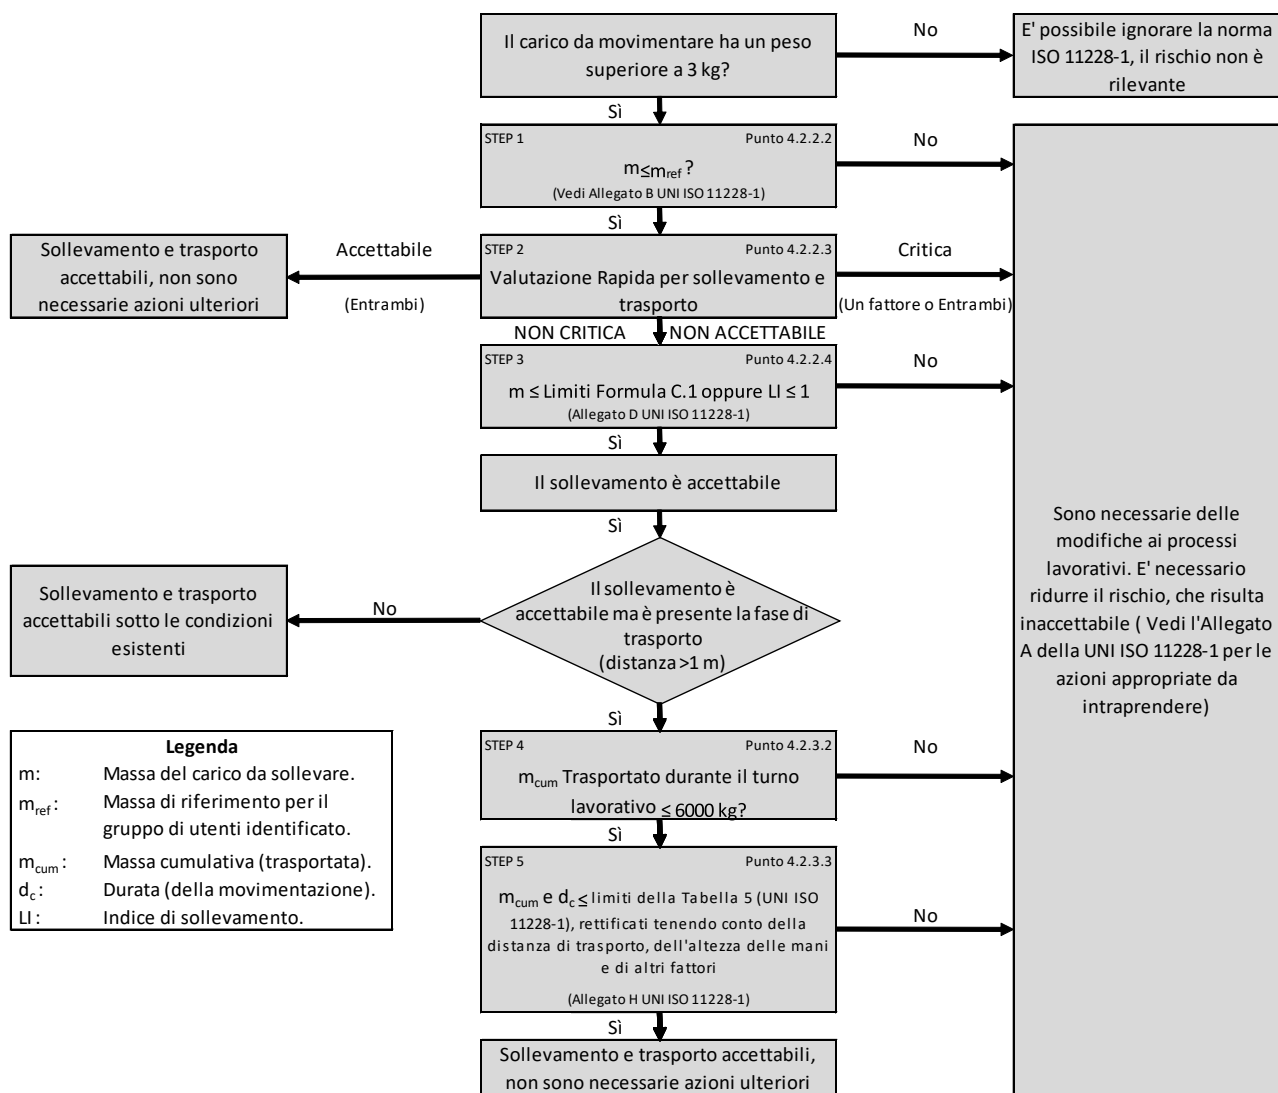 Il carico da movimentare ha un peso
superiore a 3 kg?
No
E' possibile ignorare la norma
ISO 11228-1, il rischio non è
rilevante
Sì
STEP 1 Punto 4.2.2.2
m≤mref ?
(Vedi Allegato B UNI ISO 11228-1)
No
Sì
Sollevamento e trasporto
accettabili, non sono
necessarie azioni ulteriori
Accettabile
(Entrambi)
STEP 2 Punto 4.2.2.3
Valutazione Rapida per sollevamento e
trasporto
Critica
(Un fattore o Entrambi)
NON CRITICA NON ACCETTABILE
STEP 3 Punto 4.2.2.4
m ≤ Limiti Formula C.1 oppure LI ≤ 1
(Allegato D UNI ISO 11228-1)
No
Sì
Il sollevamento è accettabile
Sì
Sollevamento e trasporto
accettabili sotto le condizioni
esistenti
No
Il sollevamento è
accettabile ma è presente la fase di
trasporto
(distanza >1 m)
Sono necessarie delle
modifiche ai processi
lavorativi. E' necessario
ridurre il rischio, che risulta
inaccettabile ( Vedi l'Allegato
A della UNI ISO 11228-1 per le
azioni appropriate da
intraprendere)
Sì
STEP 4 Punto 4.2.3.2
mcum Trasportato durante il turno
lavorativo ≤ 6000 kg?
No
Sì
Legenda
m: Massa del carico da sollevare.
mref: Massa di riferimento per il
gruppo di utenti identificato.
mcum: Massa cumulativa (trasportata).
dc: Durata (della movimentazione).
LI: Indice di sollevamento.
STEP 5 Punto 4.2.3.3
mcum e dc ≤ limiti della Tabella 5 (UNI ISO
11228-1), rettificati tenendo conto della
distanza di trasporto, dell'altezza delle mani
e di altri fattori
(Allegato H UNI ISO 11228-1)
No
Sì
Sollevamento e trasporto accettabili,
non sono necessarie azioni ulteriori